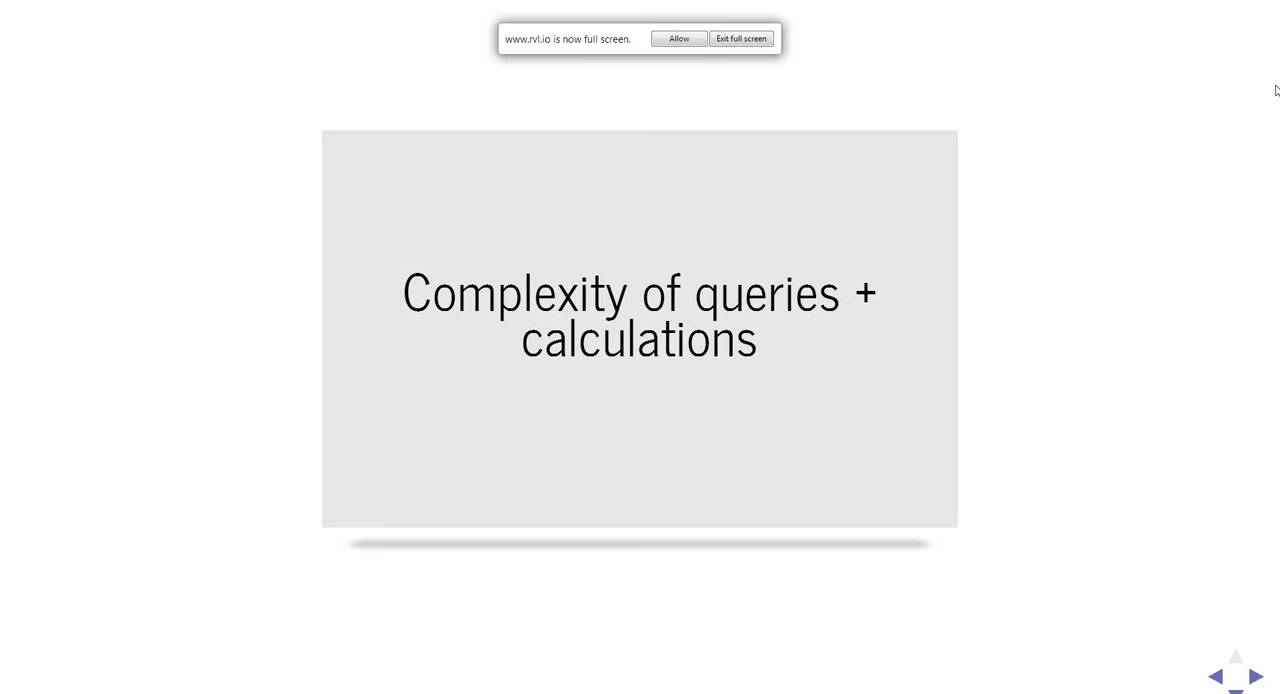 www.rvl.io is now full screen. Allow Exit full screen
Complexity of queries +
calculations